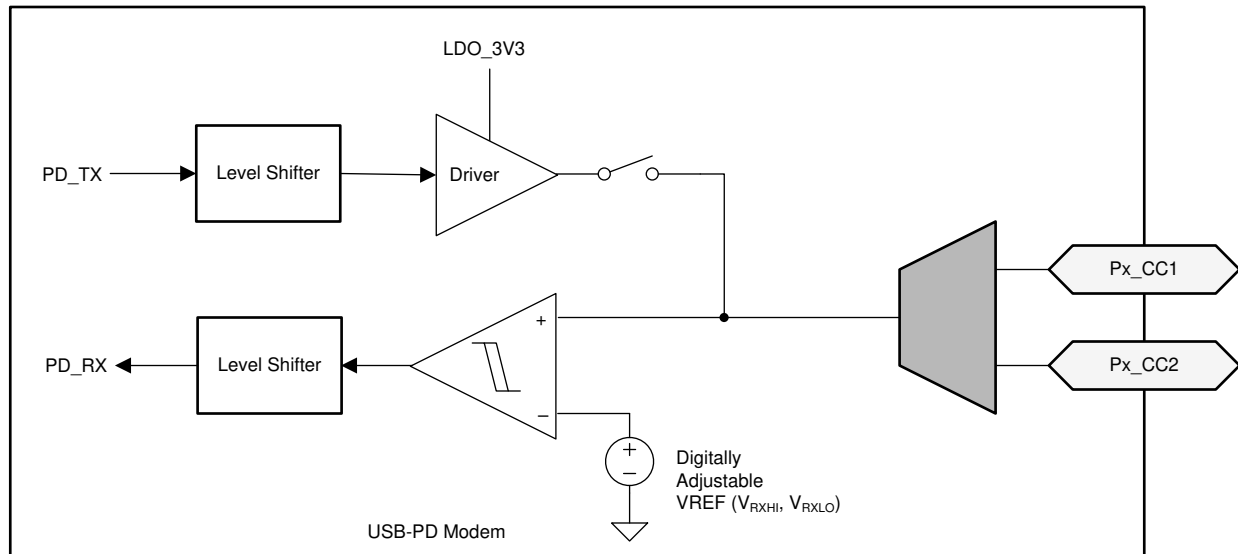 LDO_3V3
PD_TX
Level Shifter
Driver
Px_CC1
+
PD_RX
Level Shifter
Px_CC2
−
+
−
Digitally
Adjustable
VREF (VRXHI, VRXLO)
USB-PD Modem